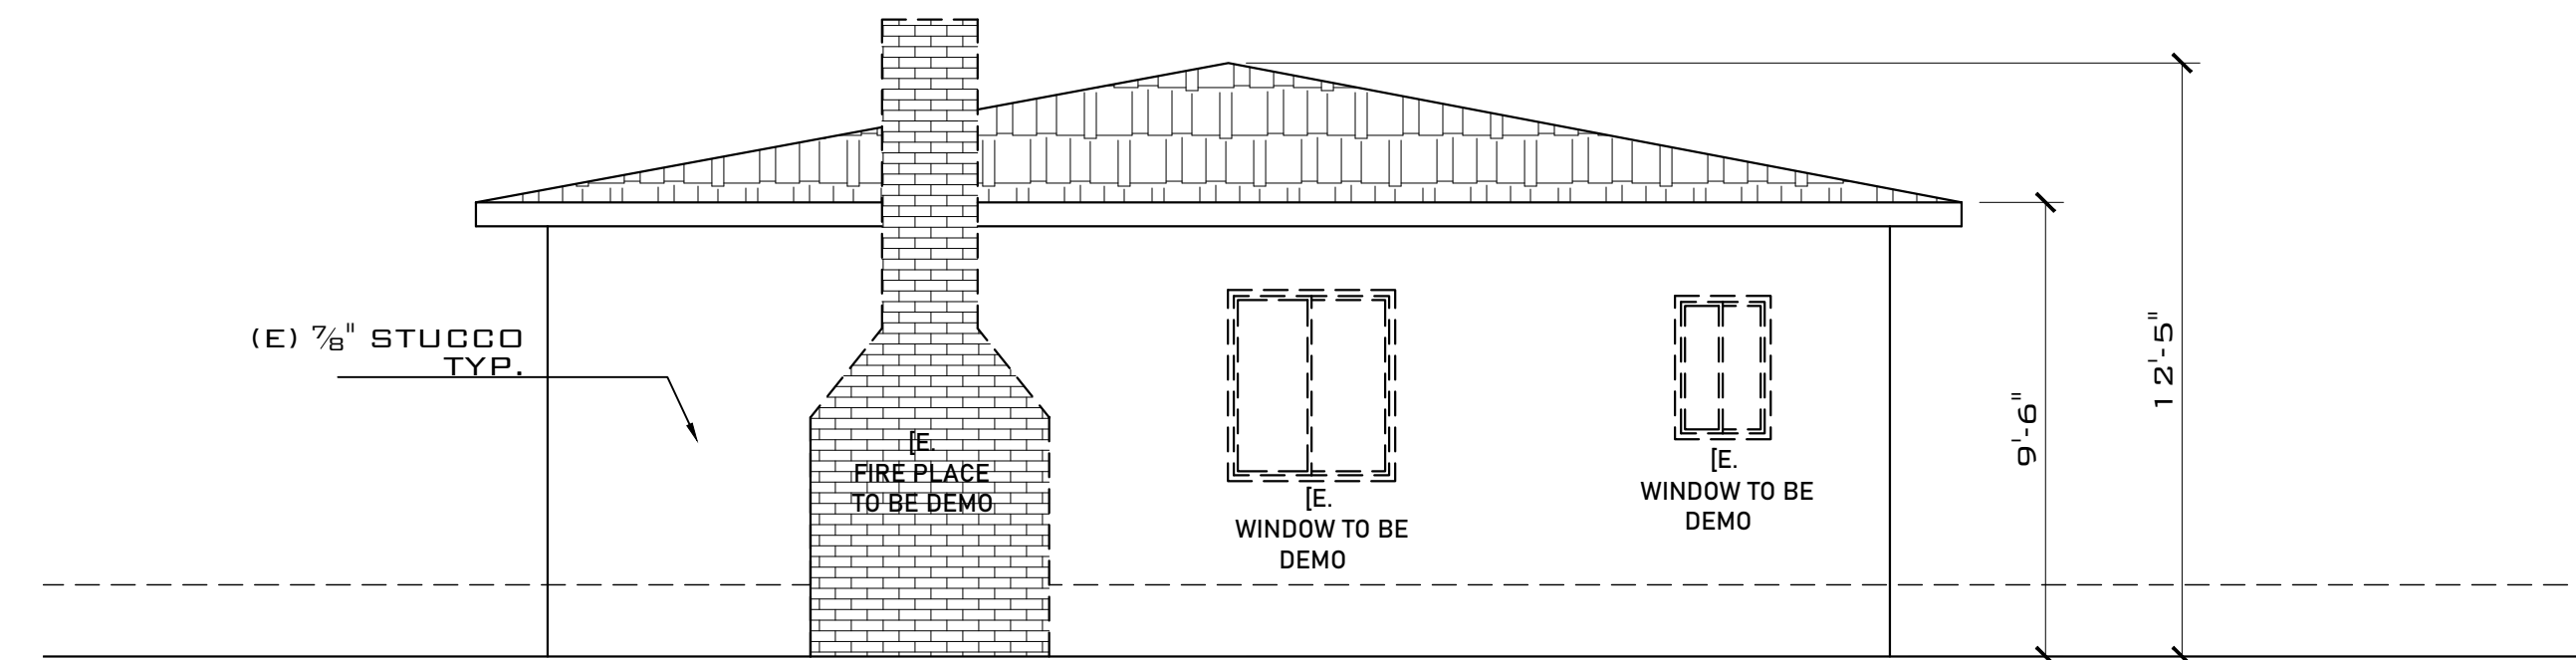 (E) ⅞" STUCCO
TYP.
[E.
FIRE PLACE
TO BE DEMO
[E.
WINDOW TO BE
DEMO
[E.
WINDOW TO BE
DEMO
9'-6"
12'-5"